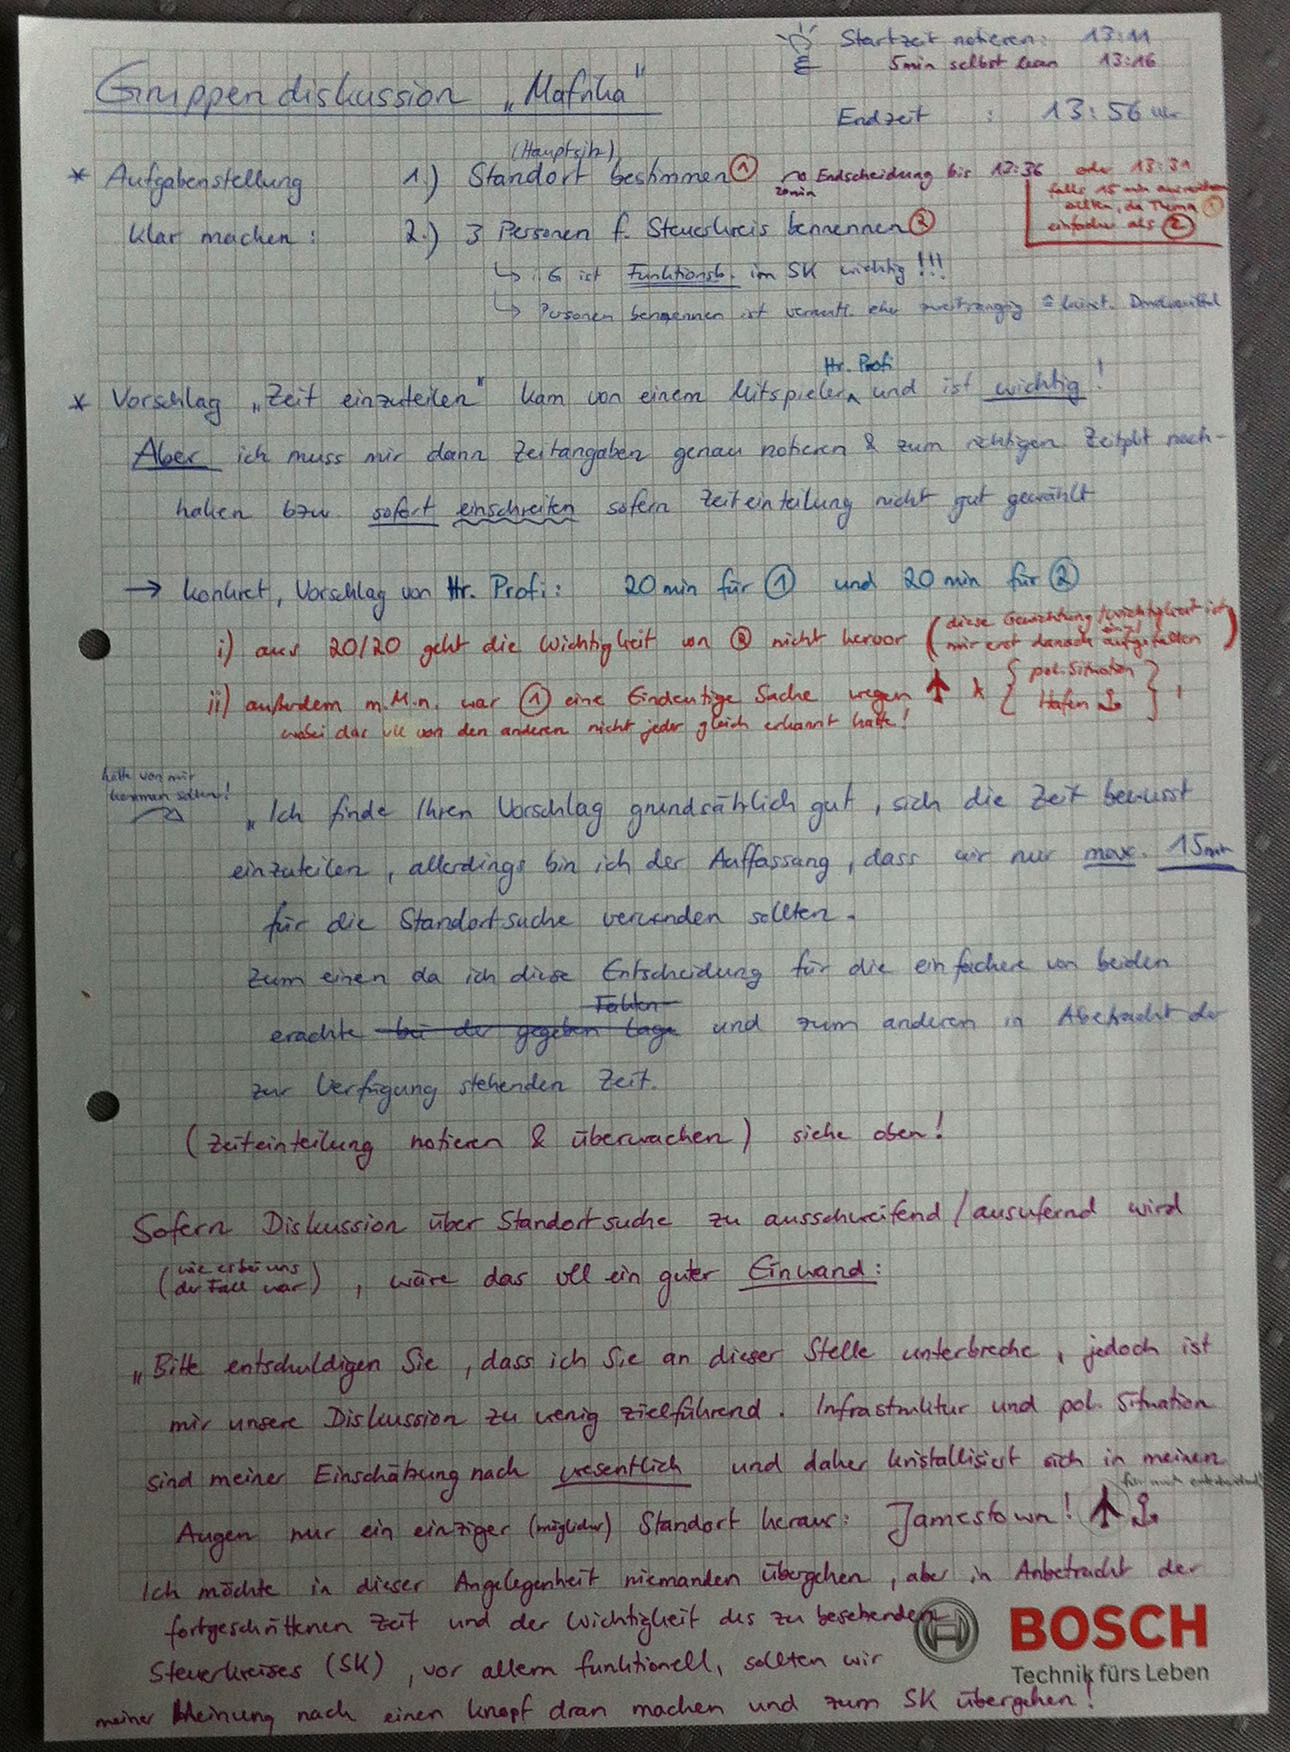 Startzeit notieren: 13:11
5min selbst lesen 13:16
Gruppendiskussion „Mafrika"
Endzeit : 13:56 Uhr
(Hauptsitz)
* Aufgabenstellung 1.) Standort bestimmen ① → Endscheidung bis 13:36 oder 13:31
20min
falls 15 min ausreichen
sollten, da Thema ①
einfacher als ②
klar machen: 2.) 3 Personen f. Steuerkreis bennennen ②
↳ ist Funktionsb. im SK wichtig!!!
↳ Personen benennen ist vermutl. eher zweitrangig
Hr. Profi
* Vorschlag „Zeit einzuteilen" kam von einem Mitspieler und ist wichtig!
Aber ich muss mir dann Zeitangaben genau notieren & zum richtigen Zeitpkt nach-
haken bzw. sofort einschreiten sofern Zeiteinteilung nicht gut gewählt
→ konkret, Vorschlag von Hr. Profi: 20 min für ① und 20 min für ②
i) aus 20/20 geht die Wichtigkeit von ② nicht hervor (diese Gewichtung/Wichtigkeit ist
mir erst danach aufgefallen)
ii) außerdem m.M.n. war ① eine Eindeutige Sache wegen & { pol. Situation
Hafen } !
wobei das von den anderen nicht jeder gleich erkannt hatte!
hätte von mir
kommen sollen!
„Ich finde Ihren Vorschlag grundsätzlich gut, sich die Zeit bewusst
einzuteilen, allerdings bin ich der Auffassung, dass wir nur max. 15min
für die Standortsuche verwenden sollten.
Zum einen da ich diese Entscheidung für die einfachere von beiden
Fakten
erachte bei der gegeben Lage und zum anderen in Abetracht der
zur Verfügung stehenden Zeit.
(Zeiteinteilung notieren & überwachen) siehe oben!
Sofern Diskussion über Standortsuche zu ausschweifend/ausufernd wird
(wie es bei uns
der Fall war), wäre das vll ein guter Einwand:
„Bitte entschuldigen Sie, dass ich Sie an dieser Stelle unterbreche, jedoch ist
mir unsere Diskussion zu wenig zielführend. Infrastruktur und pol. Situation
sind meiner Einschätzung nach wesentlich und daher kristallisiert sich in meinen
für mich entscheidend!
Augen nur ein einziger (möglicher) Standort heraus: Jamestown!
Ich möchte in dieser Angelegenheit niemanden übergehen, aber in Anbetracht der
fortgeschrittenen Zeit und der Wichtigkeit des zu besetzenden
Steuerkreises (SK), vor allem funktionell, sollten wir
meiner Meinung nach einen Knopf dran machen und zum SK übergehen!
BOSCH
Technik fürs Leben